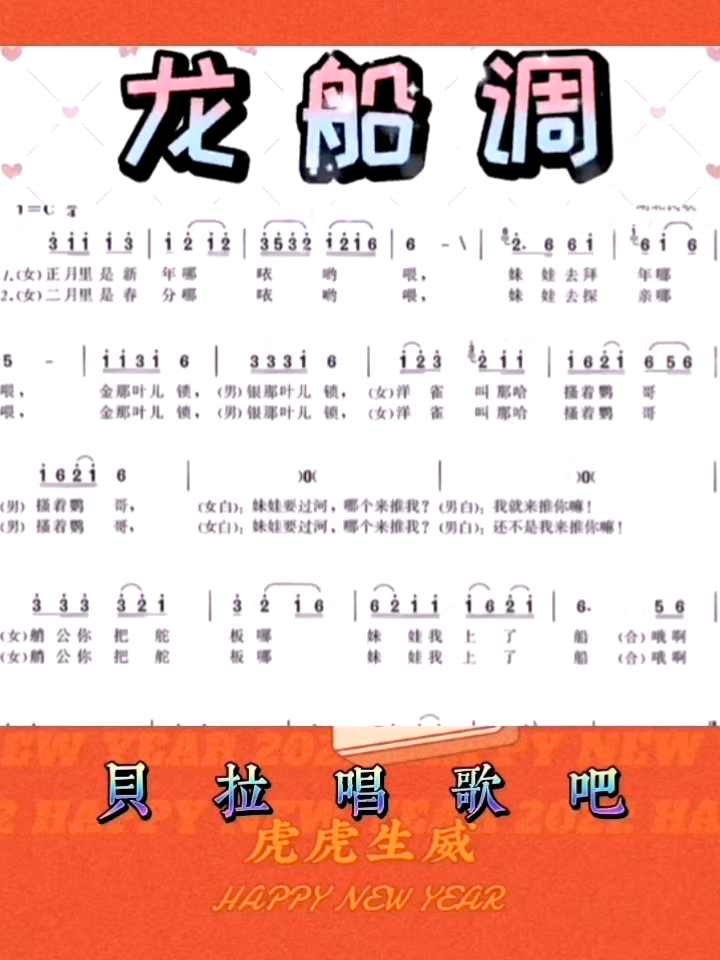 龙船调
3 1 1 1 3 | 1 2 1 2 | 3 5 3 2 1 2 1 6 | 6 - \ | 2. 6 6 1 | 6 1 6 |
1.(女)正月里是新 年哪 咴 哟 喂， 妹 娃 去拜 年哪
2.(女)二月里是春 分哪 咴 哟 喂， 妹 娃 去探 亲哪
5 - | 1 1 3 1 6 | 3 3 3 1 6 | 1 2 3 2 1 1 | 1 6 2 1 6 5 6 |
喂， 金那叶儿 锁，(男)银那叶儿 锁，(女)洋 雀 叫那哈 搔着鹦 哥
喂， 金那叶儿 锁，(男)银那叶儿 锁，(女)洋 雀 叫那哈 搔着鹦 哥
1 6 2 1 6 | )0( | )0(
(男)搔着鹦 哥， (女白)：妹娃要过河，哪个来推我？(男白)：我就来推你嘛！
(男)搔着鹦 哥， (女白)：妹娃要过河，哪个来推我？(男白)：还不是我来推你嘛！
3 3 3 3 2 1 | 3 2 1 6 | 6 2 1 1 1 6 2 1 | 6. 5 6 |
(女)艄公你 把 舵 板哪 妹 娃我 上 了 船 (合)哦啊
(女)艄公你 把 舵 板哪 妹 娃我 上 了 船 (合)哦啊
貝拉唱歌吧
虎虎生威
HAPPY NEW YEAR